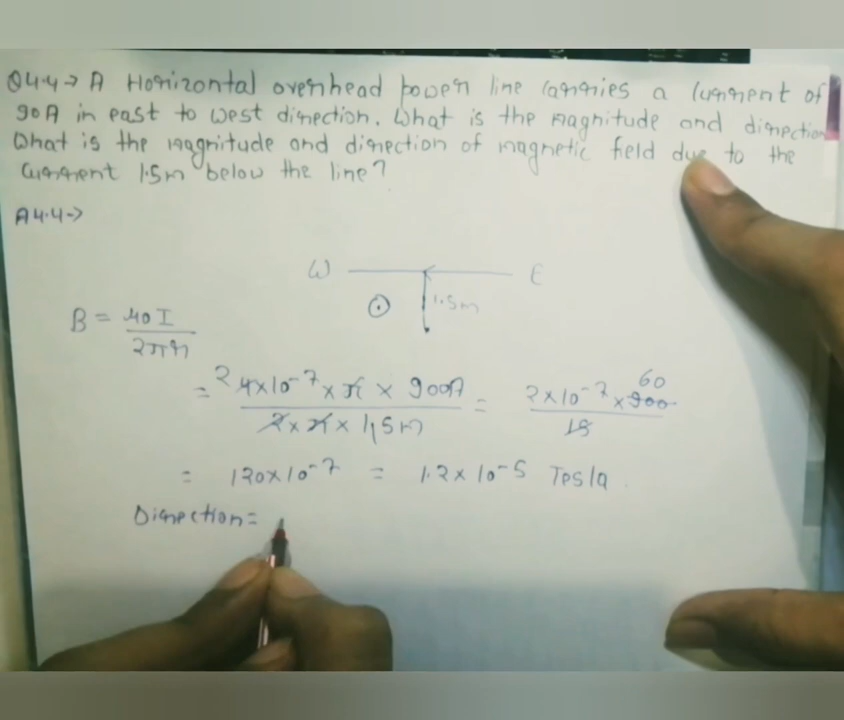 Q4.4→ A Horizontal overhead power line carries a current of
90A in east to west direction. What is the magnitude and direction
What is the magnitude and direction of magnetic field due to the
current 1.5m below the line?
A4.4→
W E
1.5m
B = μ0 I / 2πr
= 2 4×10⁻⁷ × π × 900A / 2 × π × 1,5m = 2×10⁻⁷ × 900 60 / 15
= 120×10⁻⁷ = 1.2×10⁻⁵ Tesla.
Direction =